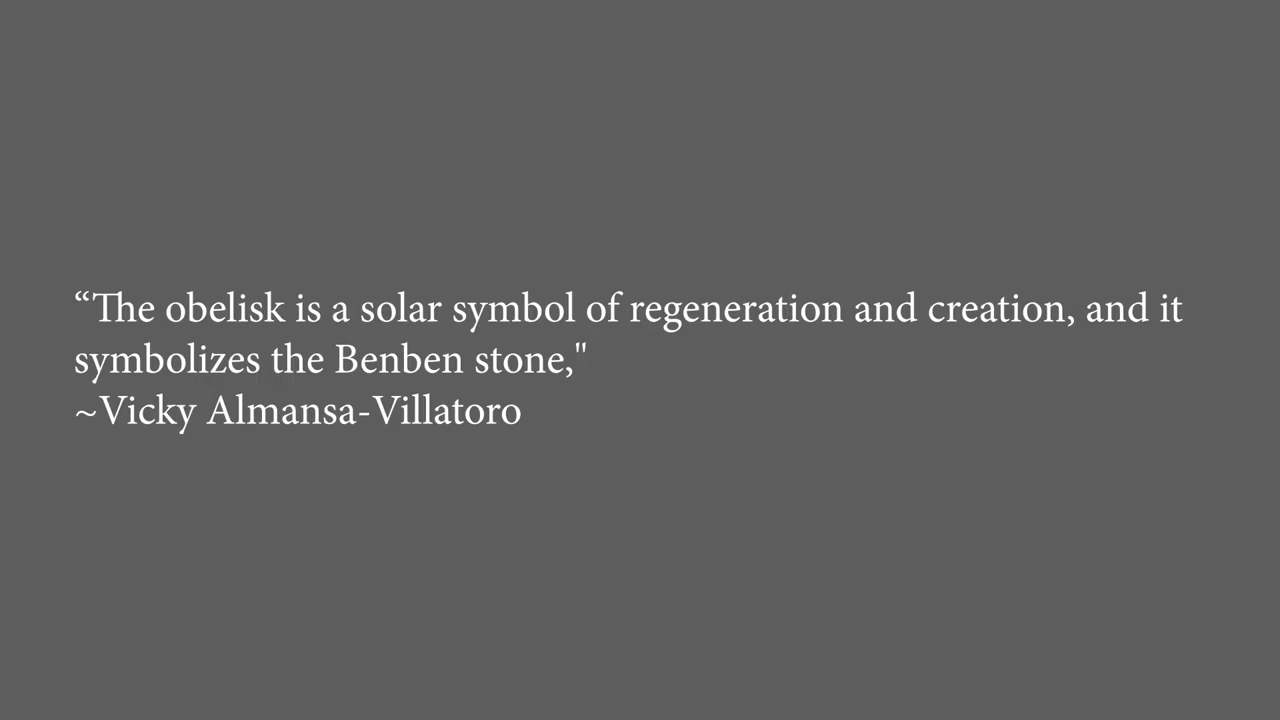 “The obelisk is a solar symbol of regeneration and creation, and it
symbolizes the Benben stone,"
~Vicky Almansa-Villatoro